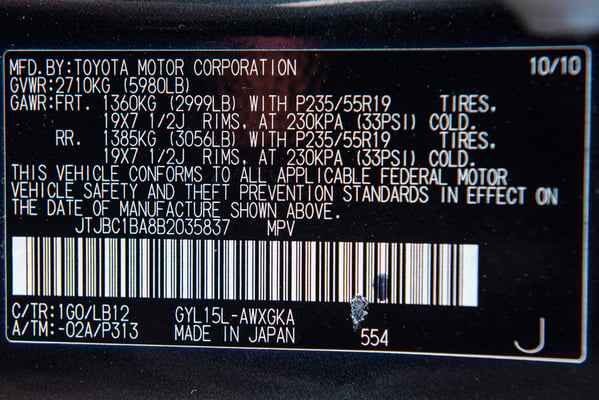 MFD.BY:TOYOTA MOTOR CORPORATION 10/10
GVWR:2710KG (5980LB)
GAWR:FRT. 1360KG (2999LB) WITH P235/55R19 TIRES,
19X7 1/2J RIMS, AT 230KPA (33PSI) COLD.
RR. 1385KG (3056LB) WITH P235/55R19 TIRES,
19X7 1/2J RIMS, AT 230KPA (33PSI) COLD.
THIS VEHICLE CONFORMS TO ALL APPLICABLE FEDERAL MOTOR
VEHICLE SAFETY AND THEFT PREVENTION STANDARDS IN EFFECT ON
THE DATE OF MANUFACTURE SHOWN ABOVE.
JTJBC1BA8B2035837 MPV
C/TR:1G0/LB12 GYL15L-AWXGKA
A/TM:-02A/P313 MADE IN JAPAN 554 J